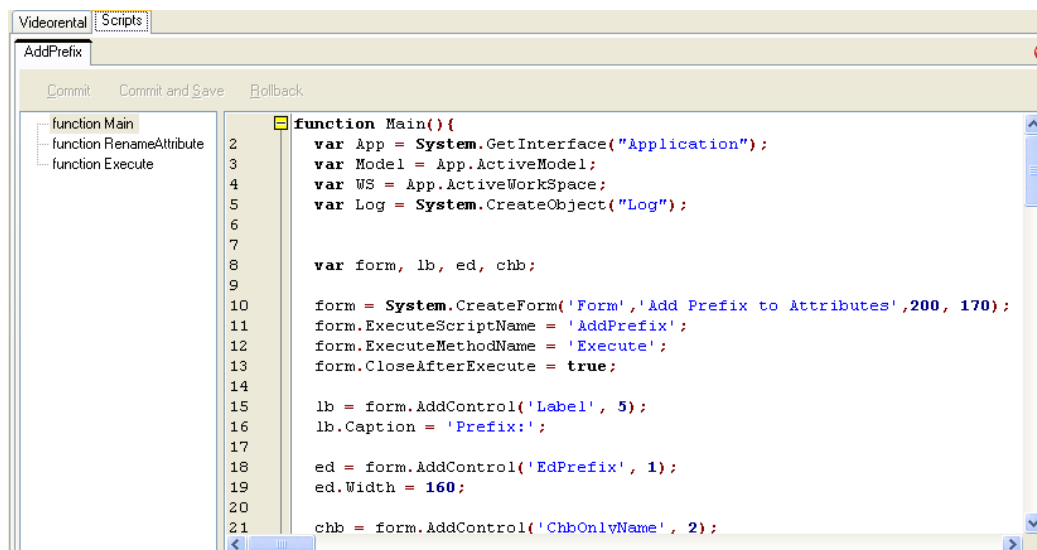 Videorental Scripts
AddPrefix
Commit Commit and Save Rollback
function Main
function RenameAttribute
function Execute
function Main(){
2 var App = System.GetInterface("Application");
3 var Model = App.ActiveModel;
4 var WS = App.ActiveWorkSpace;
5 var Log = System.CreateObject("Log");
6
7
8 var form, lb, ed, chb;
9
10 form = System.CreateForm('Form','Add Prefix to Attributes',200, 170);
11 form.ExecuteScriptName = 'AddPrefix';
12 form.ExecuteMethodName = 'Execute';
13 form.CloseAfterExecute = true;
14
15 lb = form.AddControl('Label', 5);
16 lb.Caption = 'Prefix:';
17
18 ed = form.AddControl('EdPrefix', 1);
19 ed.Width = 160;
20
21 chb = form.AddControl('ChbOnlyName', 2);